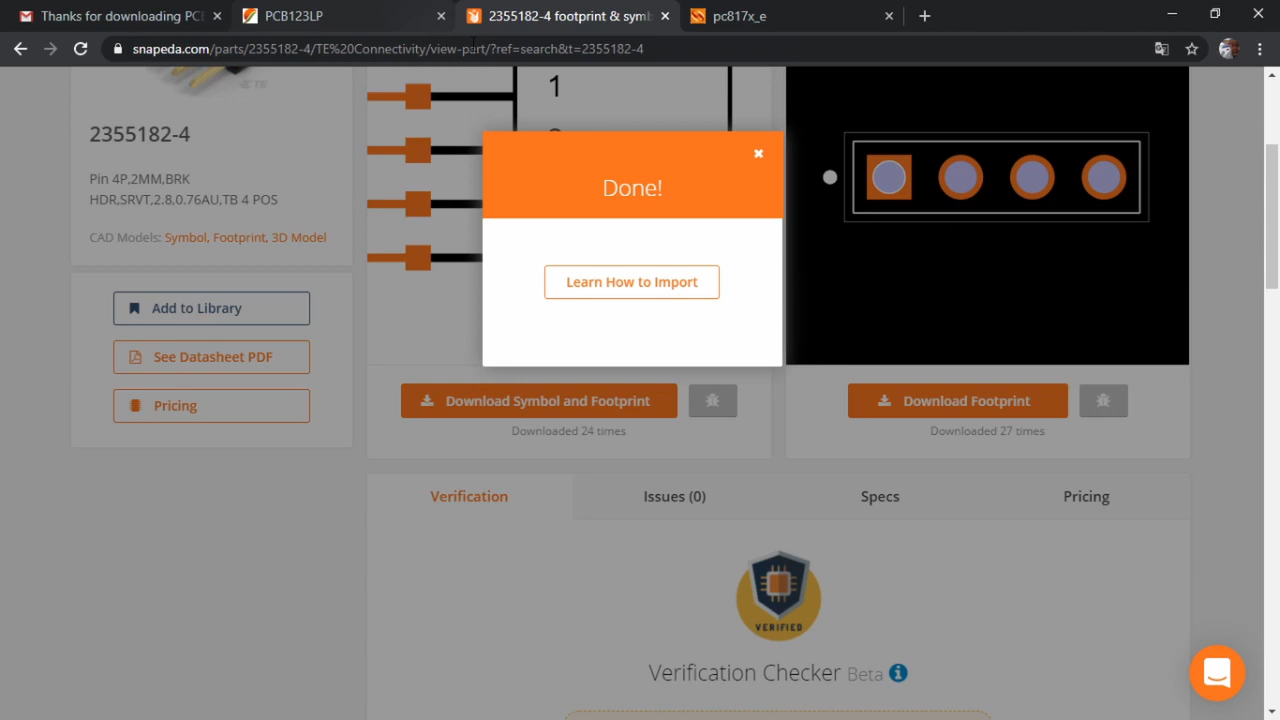 Thanks for downloading PCB
PCB123LP
2355182-4 footprint & symb
pc817x_e
snapeda.com/parts/2355182-4/TE%20Connectivity/view-part/?ref=search&t=2355182-4
1
2355182-4
Pin 4P,2MM,BRK
HDR,SRVT,2.8,0.76AU,TB 4 POS
CAD Models: Symbol, Footprint, 3D Model
Done!
Learn How to Import
Add to Library
See Datasheet PDF
Pricing
Download Symbol and Footprint
Downloaded 24 times
Download Footprint
Downloaded 27 times
Verification
Issues (0)
Specs
Pricing
VERIFIED
Verification Checker Beta